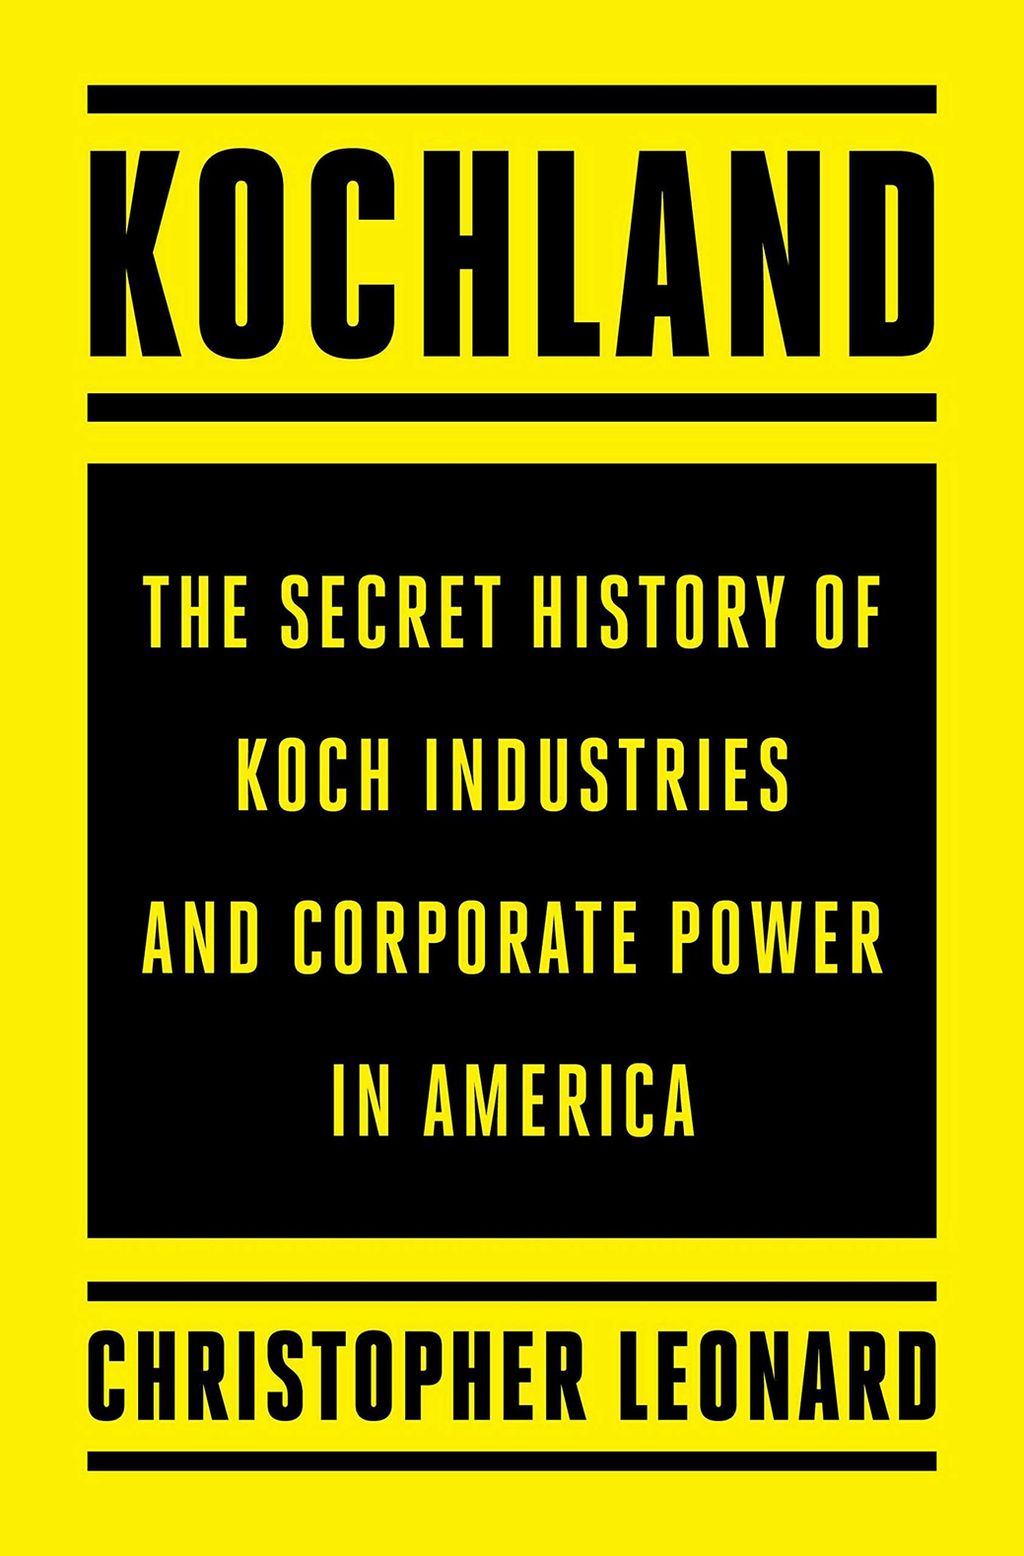 KOCHLAND
THE SECRET HISTORY OF
KOCH INDUSTRIES
AND CORPORATE POWER
IN AMERICA
CHRISTOPHER LEONARD